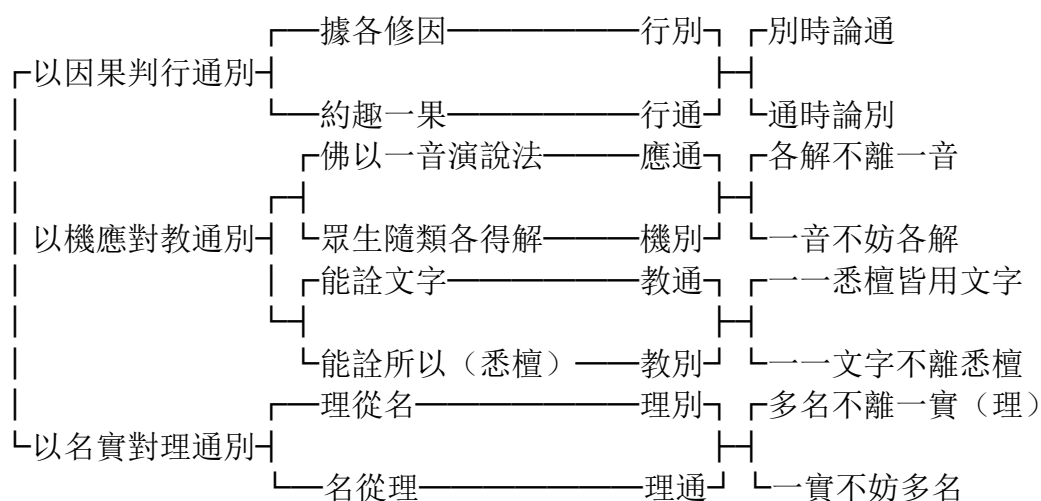 據各修因 行別 別時論通
以因果判行通別
約趣一果 行通 通時論別
佛以一音演說法 應通 各解不離一音
以機應對教通別 眾生隨類各得解 機別 一音不妨各解
能詮文字 教通 一一悉檀皆用文字
能詮所以（悉檀） 教別 一一文字不離悉檀
理從名 理別 多名不離一實（理）
以名實對理通別
名從理 理通 一實不妨多名